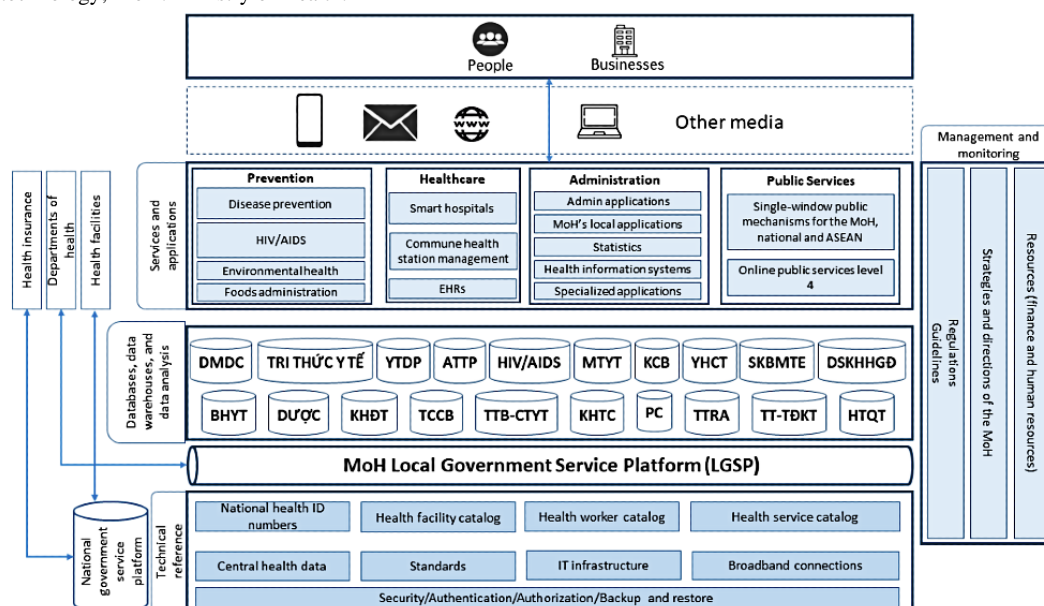 People
Businesses
www
Other media
Management and
monitoring
Health insurance
Departments of
health
Health facilities
Services and
applications
Prevention
Disease prevention
HIV/AIDS
Environmental health
Foods administration
Healthcare
Smart hospitals
Commune health
station management
EHRs
Administration
Admin applications
MoH's local applications
Statistics
Health information systems
Specialized applications
Public Services
Single-window public
mechanisms for the MoH,
national and ASEAN
Online public services level
4
Regulations
Guidelines
Strategies and directions of the
MoH
Resources (finance and human resources)
Databases, data
warehouses, and
data analysis
DMDC
TRI THỨC Y TẾ
YTDP
ATTP
HIV/AIDS
MTYT
KCB
YHCT
SKBMTE
DSKHHGĐ
BHYT
DƯỢC
KHĐT
TCCB
TTB-CTYT
KHTC
PC
TTRA
TT-TĐKT
HTQT
MoH Local Government Service Platform (LGSP)
National
government
service
platform
Technical
reference
National health ID
numbers
Health facility catalog
Health worker catalog
Health service catalog
Central health data
Standards
IT infrastructure
Broadband connections
Security/Authentication/Authorization/Backup and restore